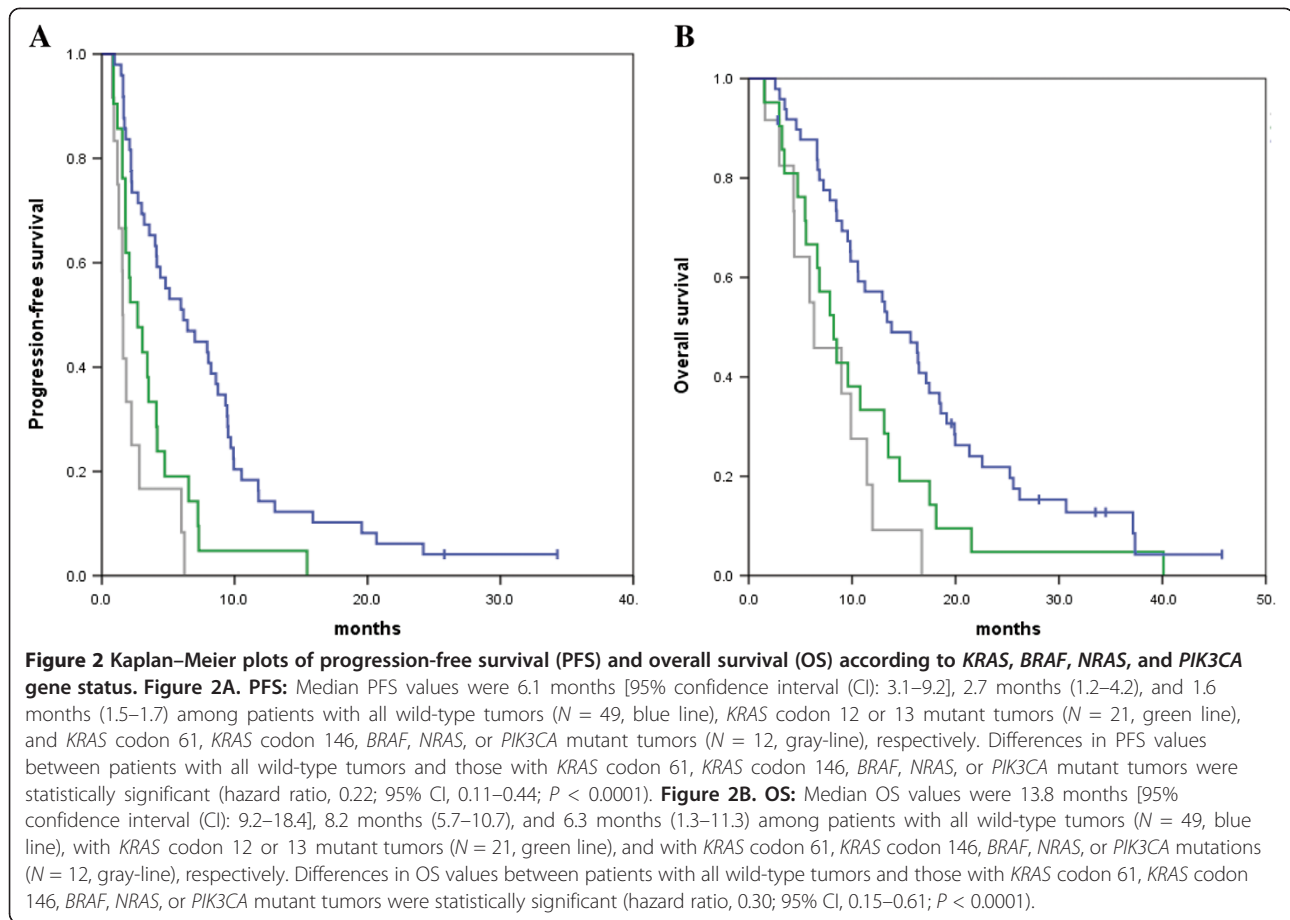 A
B
1.0
0.8
0.6
0.4
0.2
0.0
Progression-free survival
0.0 10.0 20.0 30.0 40.
months
1.0
0.8
0.6
0.4
0.2
0.0
Overall survival
0.0 10.0 20.0 30.0 40.0 50.
months
Figure 2 Kaplan–Meier plots of progression-free survival (PFS) and overall survival (OS) according to KRAS, BRAF, NRAS, and PIK3CA
gene status. Figure 2A. PFS: Median PFS values were 6.1 months [95% confidence interval (CI): 3.1–9.2], 2.7 months (1.2–4.2), and 1.6
months (1.5–1.7) among patients with all wild-type tumors (N = 49, blue line), KRAS codon 12 or 13 mutant tumors (N = 21, green line),
and KRAS codon 61, KRAS codon 146, BRAF, NRAS, or PIK3CA mutant tumors (N = 12, gray-line), respectively. Differences in PFS values
between patients with all wild-type tumors and those with KRAS codon 61, KRAS codon 146, BRAF, NRAS, or PIK3CA mutant tumors were
statistically significant (hazard ratio, 0.22; 95% CI, 0.11–0.44; P < 0.0001). Figure 2B. OS: Median OS values were 13.8 months [95%
confidence interval (CI): 9.2–18.4], 8.2 months (5.7–10.7), and 6.3 months (1.3–11.3) among patients with all wild-type tumors (N = 49, blue
line), with KRAS codon 12 or 13 mutant tumors (N = 21, green line), and with KRAS codon 61, KRAS codon 146, BRAF, NRAS, or PIK3CA mutations
(N = 12, gray-line), respectively. Differences in OS values between patients with all wild-type tumors and those with KRAS codon 61, KRAS codon
146, BRAF, NRAS, or PIK3CA mutant tumors were statistically significant (hazard ratio, 0.30; 95% CI, 0.15–0.61; P < 0.0001).